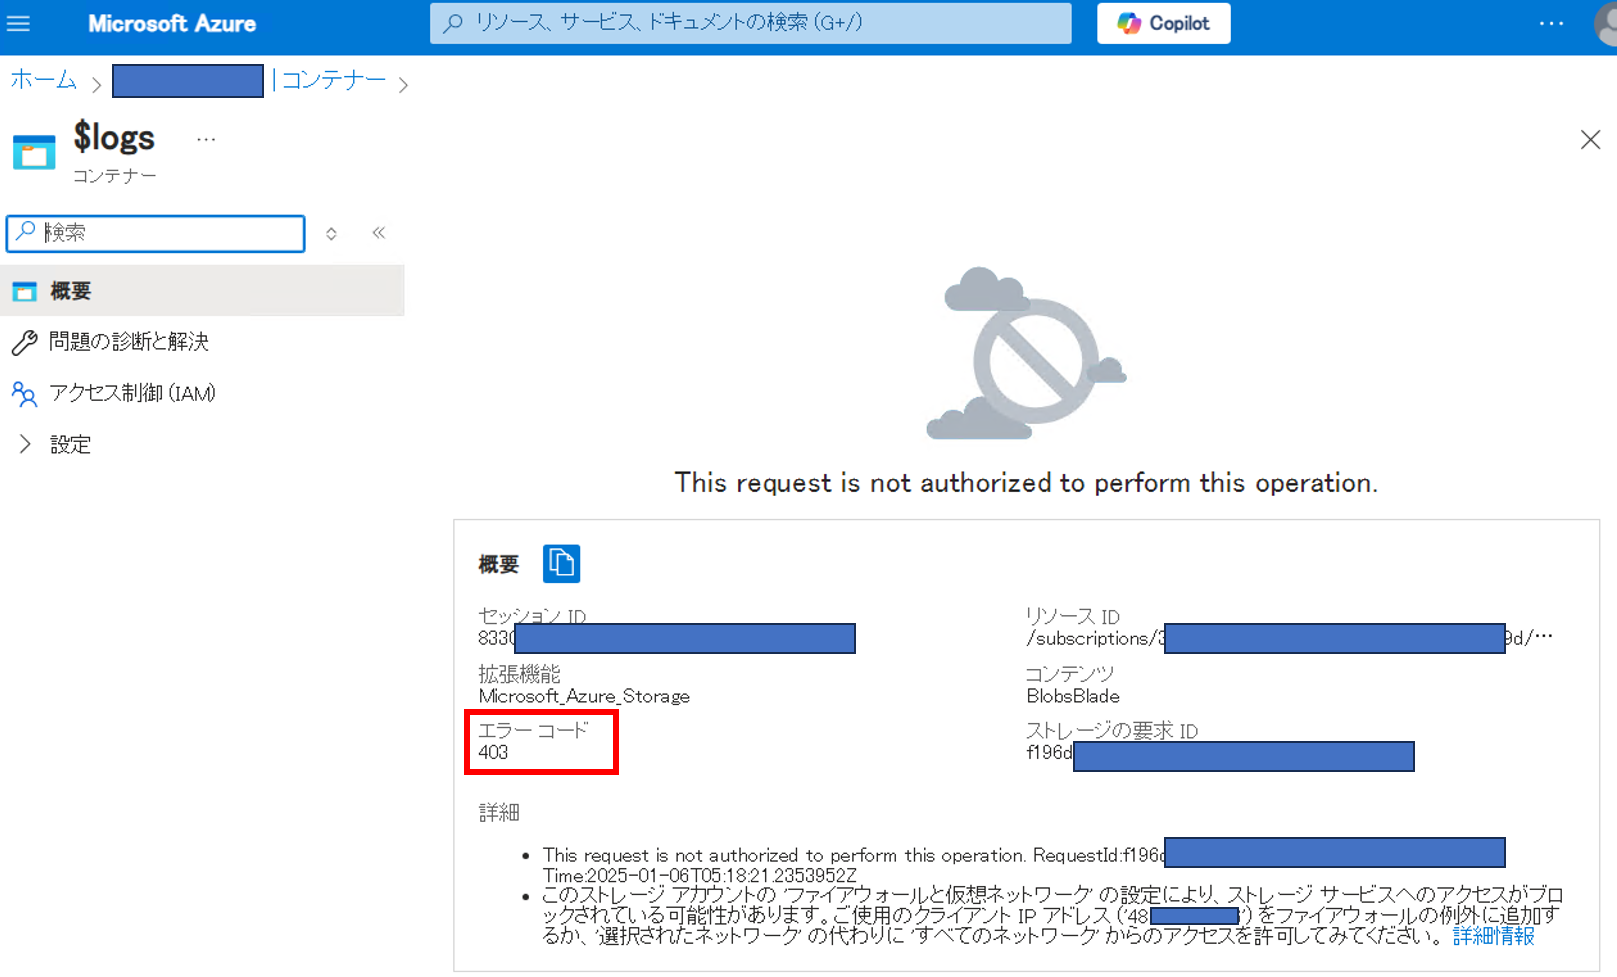 Microsoft Azure
リソース、サービス、ドキュメントの検索 (G+/)
Copilot
ホーム
| コンテナー
$logs
コンテナー
検索
概要
問題の診断と解決
アクセス制御 (IAM)
設定
This request is not authorized to perform this operation.
概要
セッション ID
8330
リソース ID
/subscriptions/3 9d/…
拡張機能
Microsoft_Azure_Storage
コンテンツ
BlobsBlade
エラー コード
403
ストレージの要求 ID
f196d
詳細
This request is not authorized to perform this operation. RequestId:f196d
Time:2025-01-06T05:18:21.2353952Z
このストレージ アカウントの 'ファイアウォールと仮想ネットワーク' の設定により、ストレージ サービスへのアクセスがブロ
ックされている可能性があります。ご使用のクライアント IP アドレス ('48 ') をファイアウォールの例外に追加す
るか、'選択されたネットワーク' の代わりに 'すべてのネットワーク' からのアクセスを許可してみてください。 詳細情報